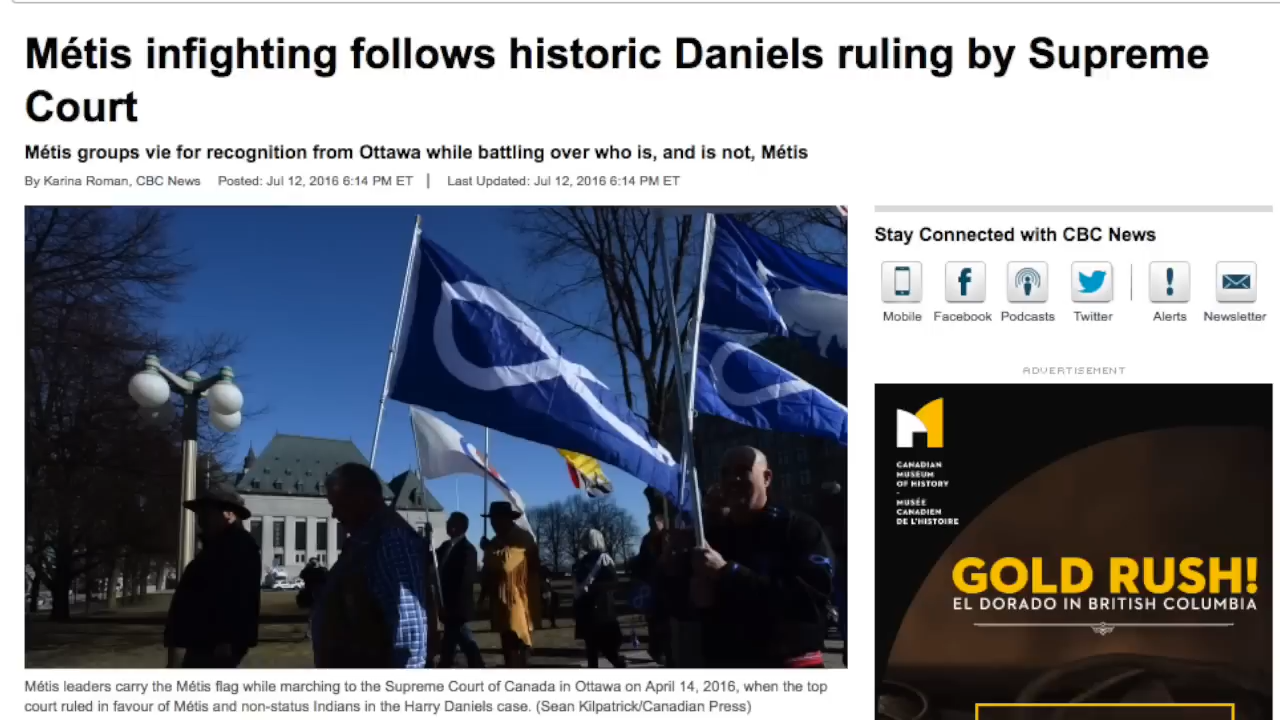 Métis infighting follows historic Daniels ruling by Supreme
Court
Métis groups vie for recognition from Ottawa while battling over who is, and is not, Métis
By Karina Roman, CBC News Posted: Jul 12, 2016 6:14 PM ET | Last Updated: Jul 12, 2016 6:14 PM ET
Stay Connected with CBC News
Mobile Facebook Podcasts Twitter Alerts Newsletter
ADVERTISEMENT
CANADIAN
MUSEUM
OF HISTORY
-
MUSÉE
CANADIEN
DE L'HISTOIRE
GOLD RUSH!
EL DORADO IN BRITISH COLUMBIA
Métis leaders carry the Métis flag while marching to the Supreme Court of Canada in Ottawa on April 14, 2016, when the top
court ruled in favour of Métis and non-status Indians in the Harry Daniels case. (Sean Kilpatrick/Canadian Press)